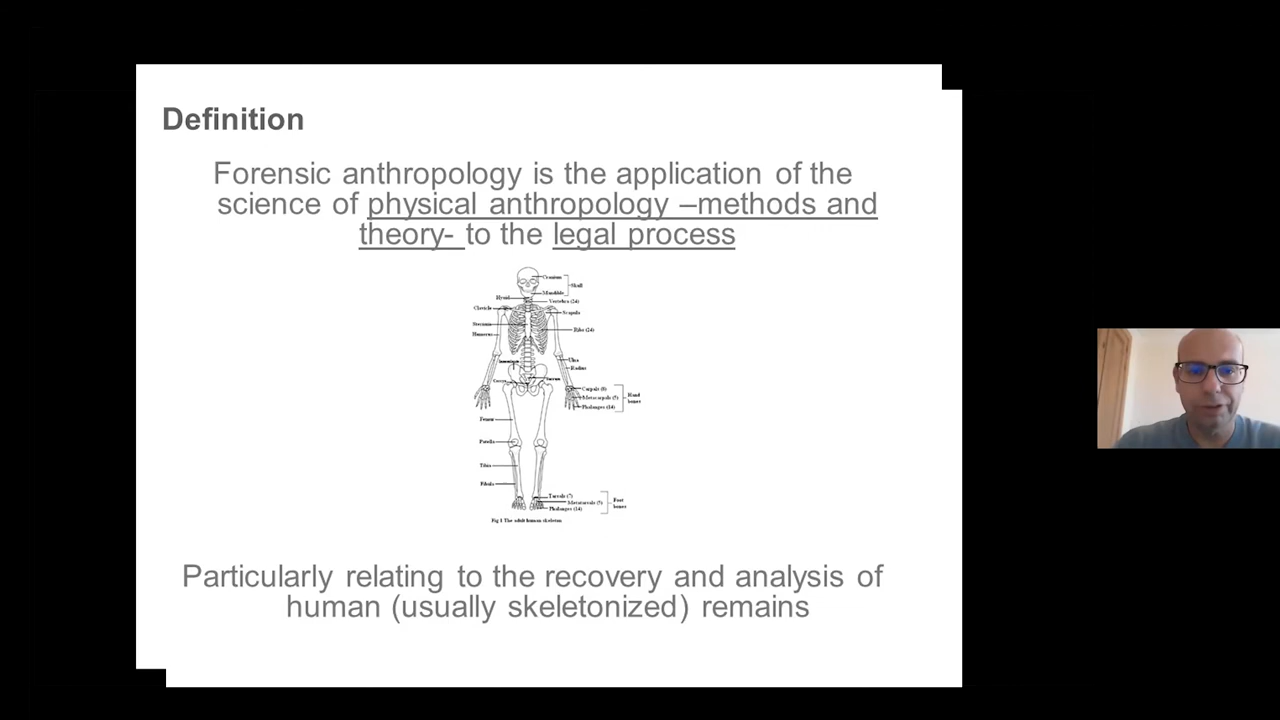 Definition
Forensic anthropology is the application of the
science of physical anthropology –methods and
theory- to the legal process
Cranium
Skull
Mandible
Hyoid
Vertebra (24)
Clavicle
Scapula
Sternum
Ribs (24)
Humerus
Ulna
Radius
Coccyx
Sacrum
Carpals (8)
Metacarpals (5)
Hand
bones
Phalanges (14)
Femur
Patella
Tibia
Fibula
Tarsals (7)
Metatarsals (5)
Foot
bones
Phalanges (14)
Fig 1 The adult human skeleton
Particularly relating to the recovery and analysis of
human (usually skeletonized) remains